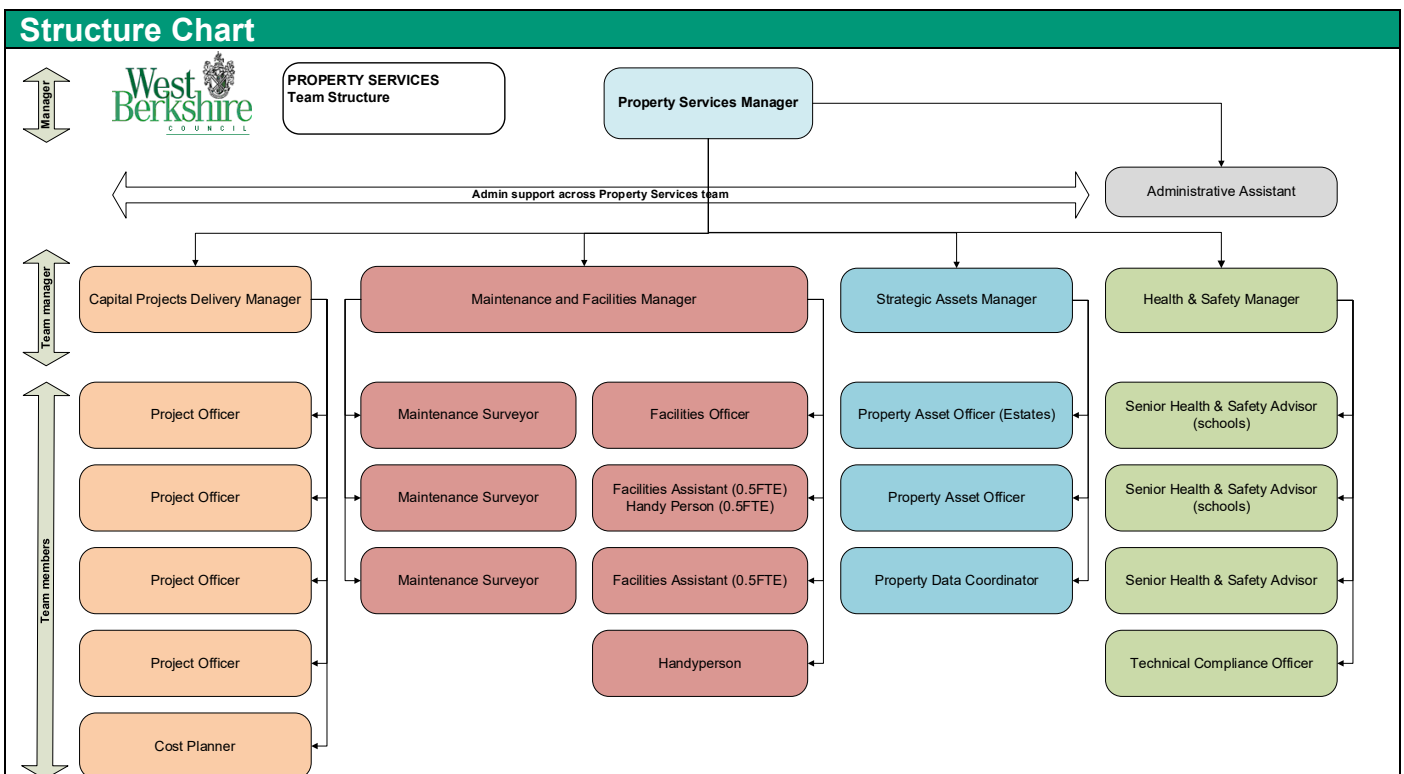 Structure Chart
Manager
West
Berkshire
COUNCIL
PROPERTY SERVICES
Team Structure
Property Services Manager
Admin support across Property Services team
Administrative Assistant
Team manager
Capital Projects Delivery Manager
Maintenance and Facilities Manager
Strategic Assets Manager
Health & Safety Manager
Team members
Project Officer
Maintenance Surveyor
Facilities Officer
Property Asset Officer (Estates)
Senior Health & Safety Advisor
(schools)
Project Officer
Maintenance Surveyor
Facilities Assistant (0.5FTE)
Handy Person (0.5FTE)
Property Asset Officer
Senior Health & Safety Advisor
(schools)
Project Officer
Maintenance Surveyor
Facilities Assistant (0.5FTE)
Property Data Coordinator
Senior Health & Safety Advisor
Project Officer
Handyperson
Technical Compliance Officer
Cost Planner